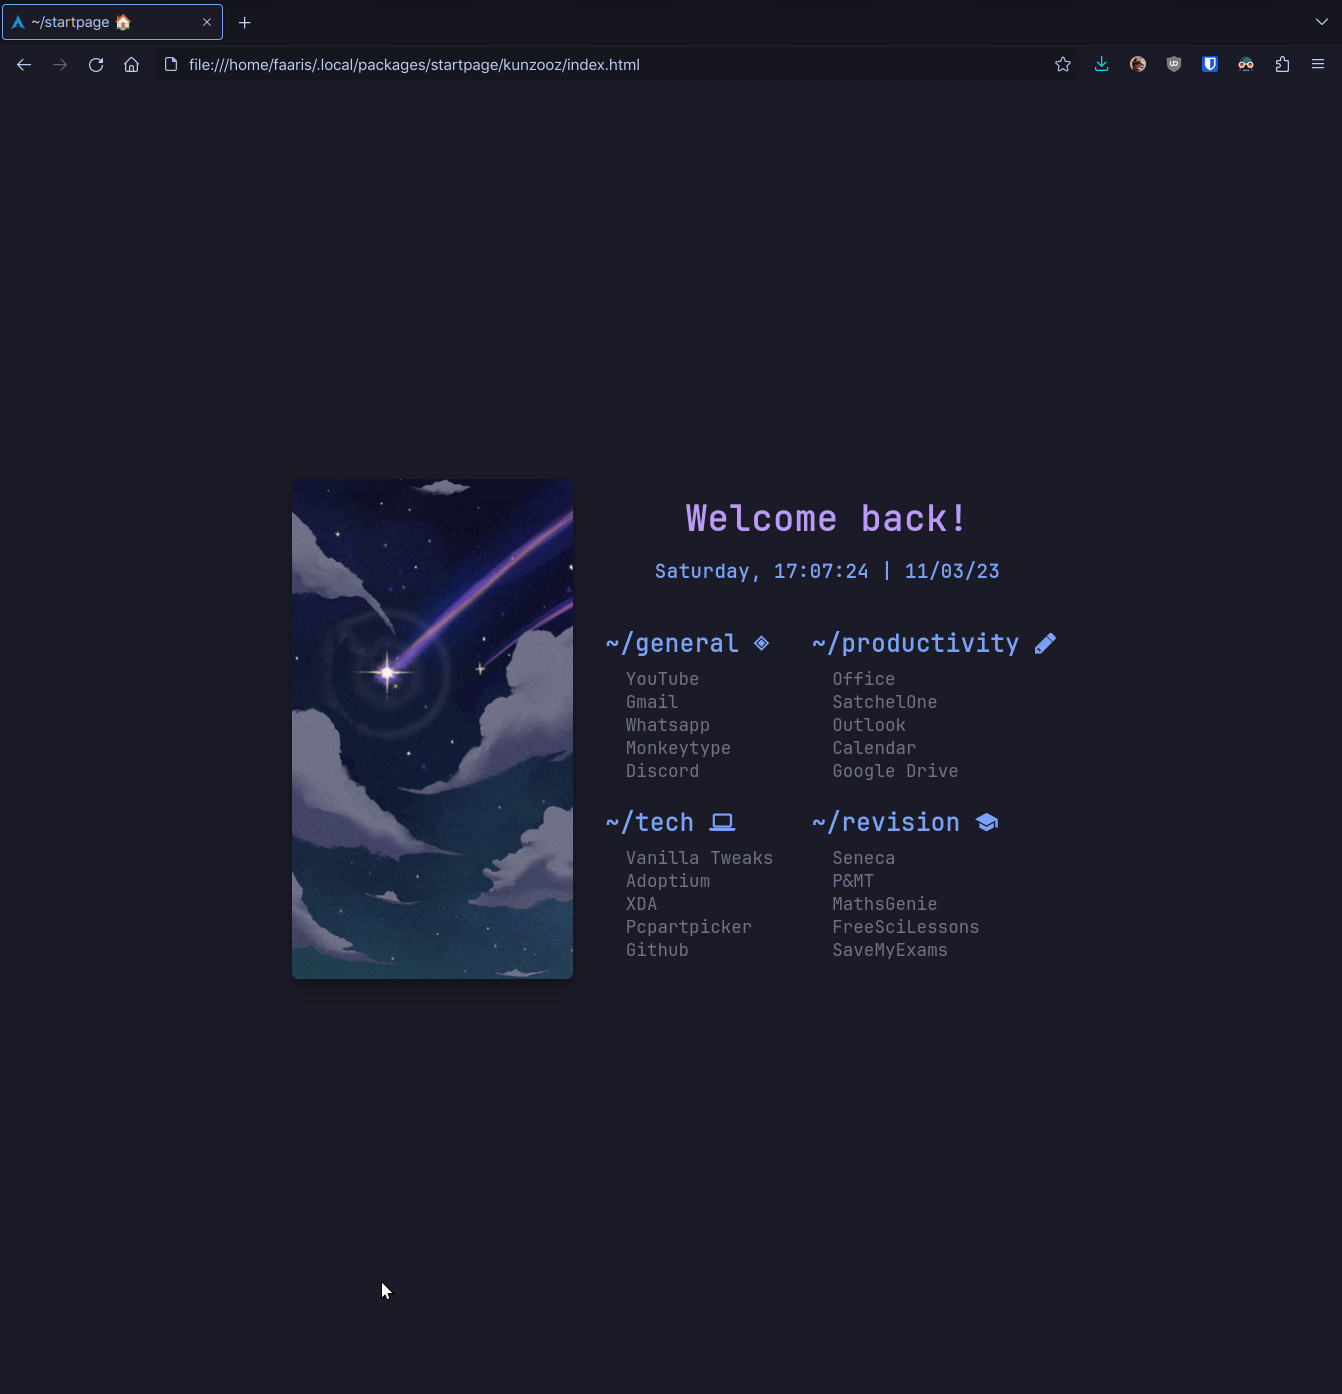 ~/startpage 🏠
file:///home/faaris/.local/packages/startpage/kunzooz/index.html
Welcome back!
Saturday, 17:07:24 | 11/03/23
~/general
YouTube
Gmail
Whatsapp
Monkeytype
Discord
~/productivity
Office
SatchelOne
Outlook
Calendar
Google Drive
~/tech
Vanilla Tweaks
Adoptium
XDA
Pcpartpicker
Github
~/revision
Seneca
P&MT
MathsGenie
FreeSciLessons
SaveMyExams